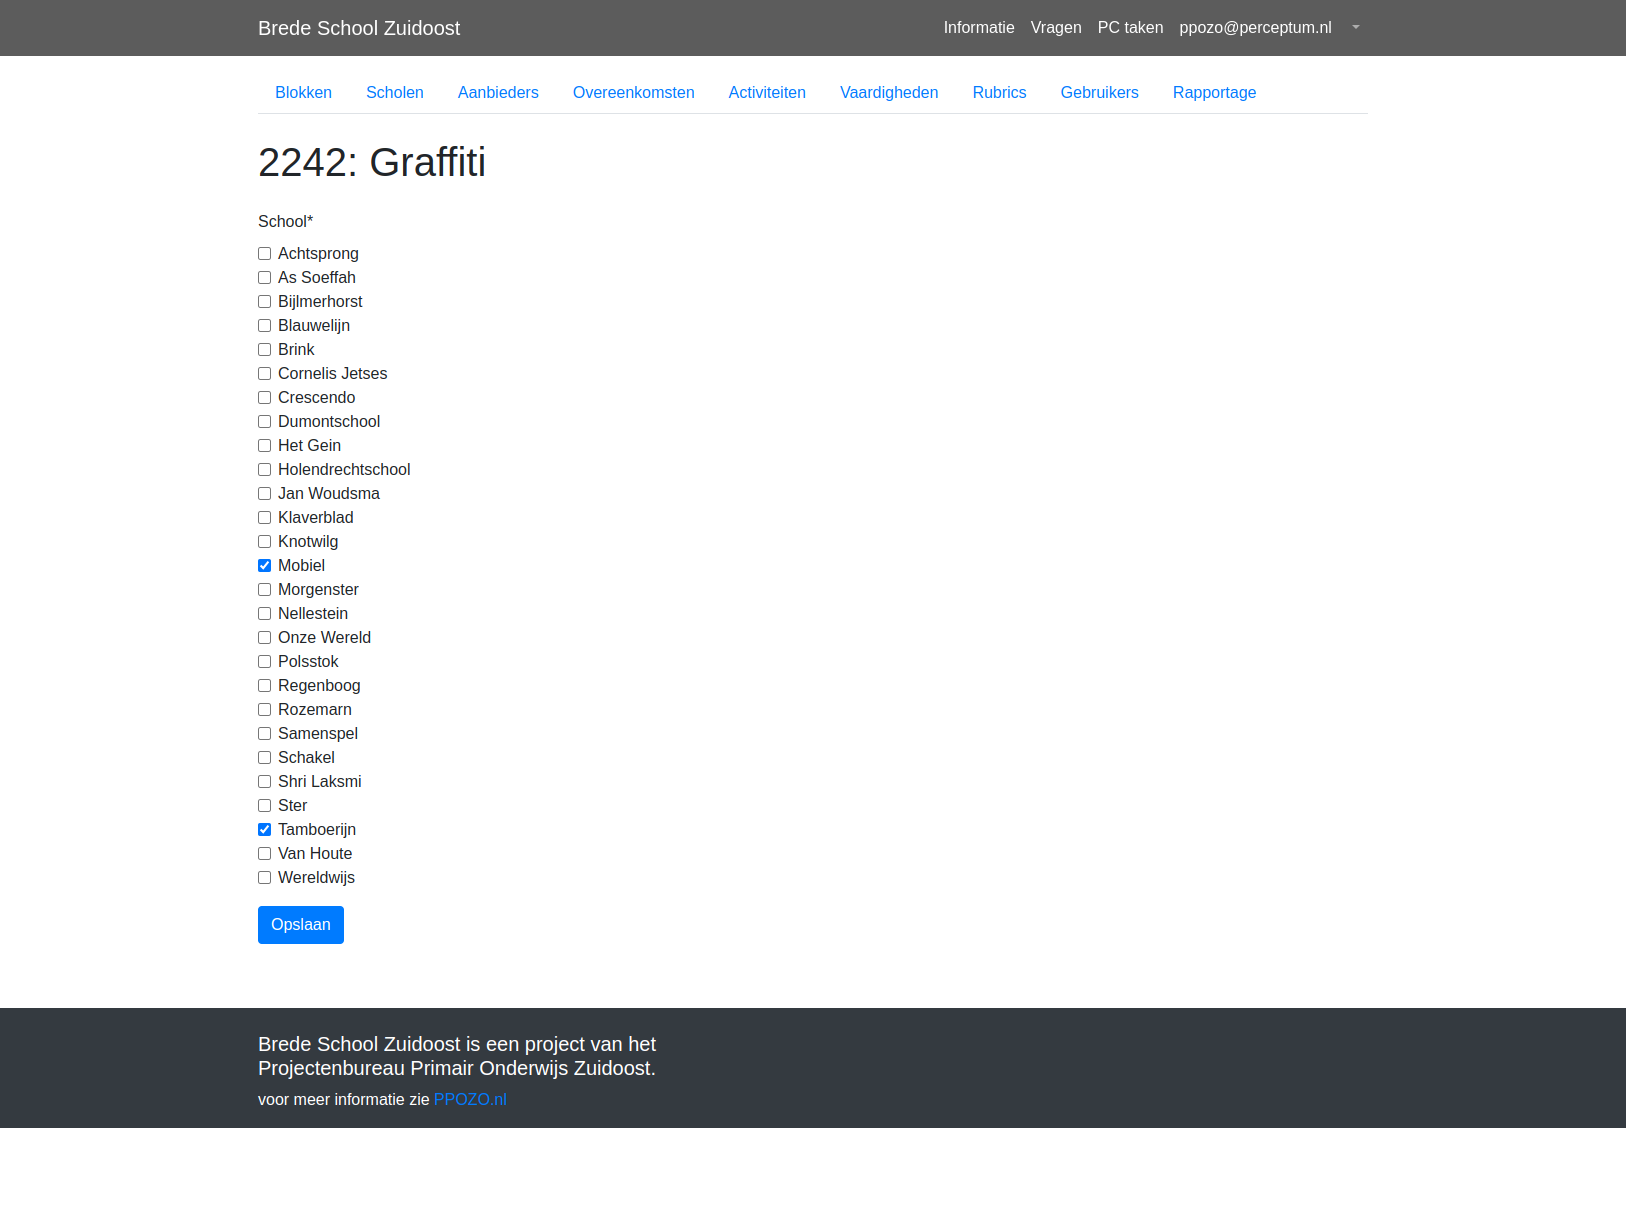 Brede School Zuidoost
Informatie Vragen PC taken ppozo@perceptum.nl
Blokken Scholen Aanbieders Overeenkomsten Activiteiten Vaardigheden Rubrics Gebruikers Rapportage
2242: Graffiti
School*
Achtsprong
As Soeffah
Bijlmerhorst
Blauwelijn
Brink
Cornelis Jetses
Crescendo
Dumontschool
Het Gein
Holendrechtschool
Jan Woudsma
Klaverblad
Knotwilg
Mobiel
Morgenster
Nellestein
Onze Wereld
Polsstok
Regenboog
Rozemarn
Samenspel
Schakel
Shri Laksmi
Ster
Tamboerijn
Van Houte
Wereldwijs
Opslaan
Brede School Zuidoost is een project van het
Projectenbureau Primair Onderwijs Zuidoost.
voor meer informatie zie PPOZO.nl